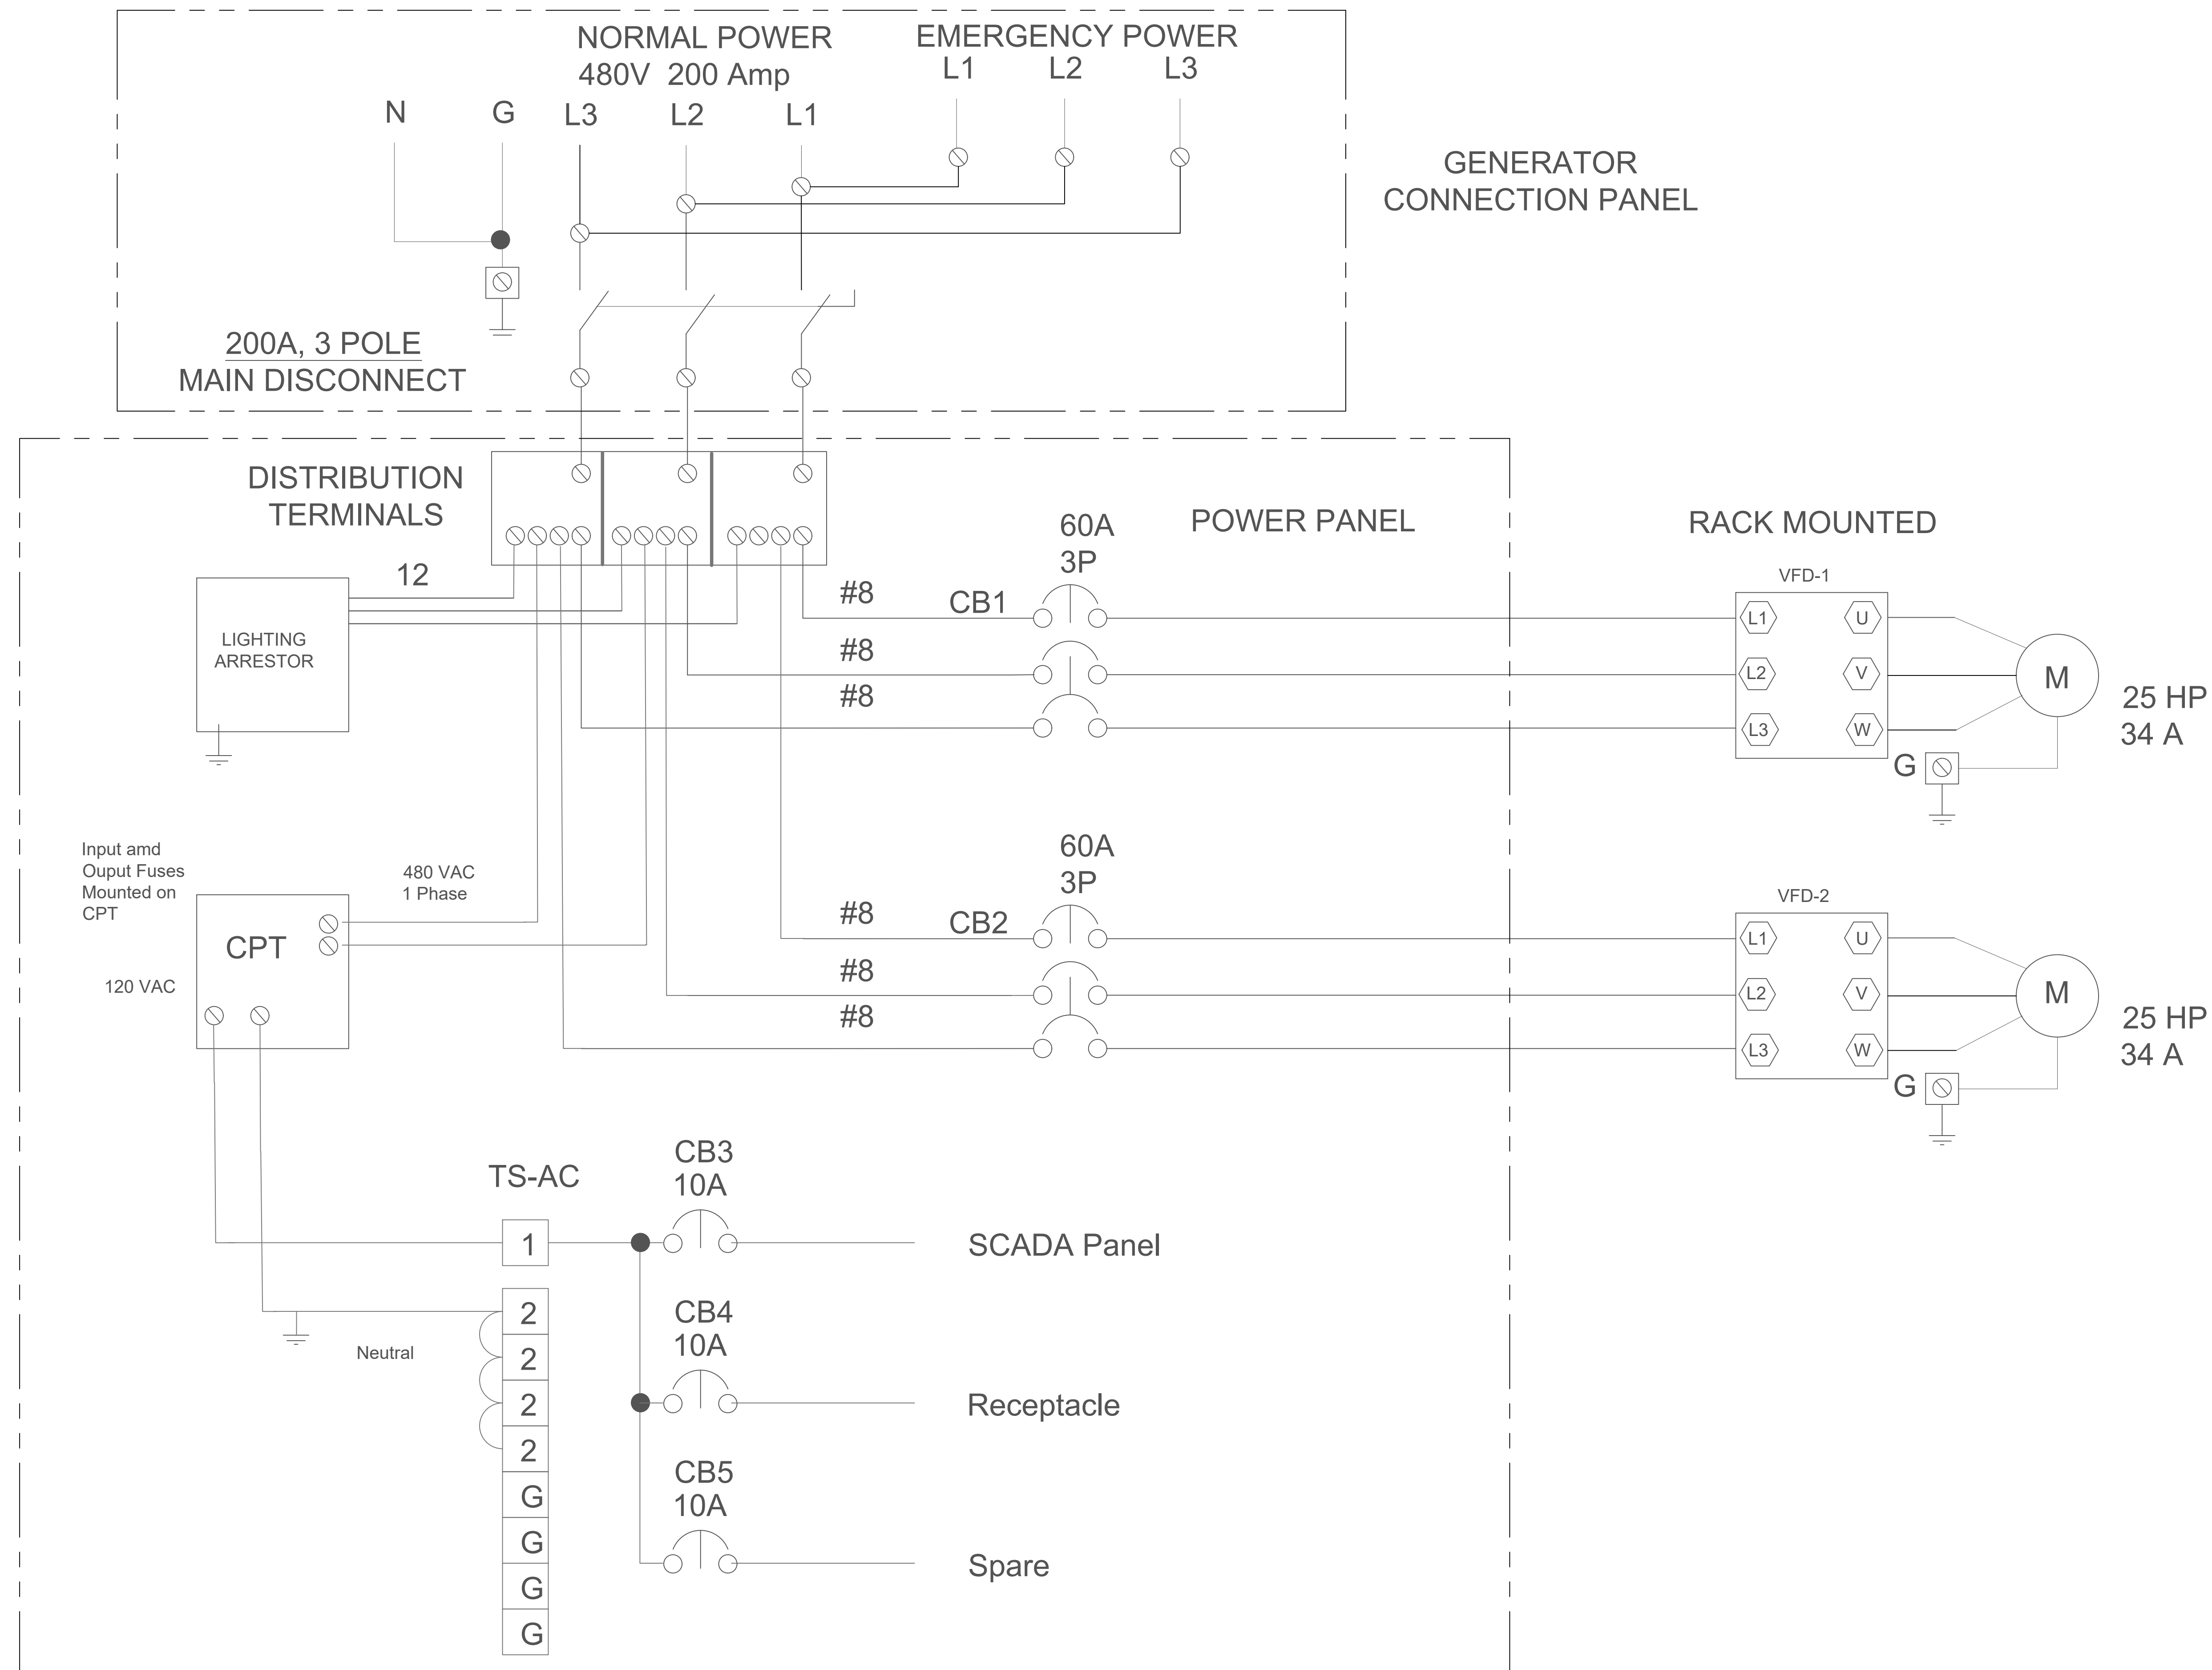 NORMAL POWER
480V 200 Amp
EMERGENCY POWER
L1 L2 L3
N G L3 L2 L1
GENERATOR
CONNECTION PANEL
200A, 3 POLE
MAIN DISCONNECT
DISTRIBUTION
TERMINALS
POWER PANEL
RACK MOUNTED
12
LIGHTING
ARRESTOR
60A
3P
#8
CB1
#8
#8
VFD-1
L1 U
L2 V
L3 W
M
25 HP
34 A
G
Input amd
Ouput Fuses
Mounted on
CPT
480 VAC
1 Phase
CPT
120 VAC
60A
3P
#8
CB2
#8
#8
VFD-2
L1 U
L2 V
L3 W
M
25 HP
34 A
G
TS-AC
CB3
10A
1
SCADA Panel
2
2
2
2
G
G
G
G
Neutral
CB4
10A
Receptacle
CB5
10A
Spare